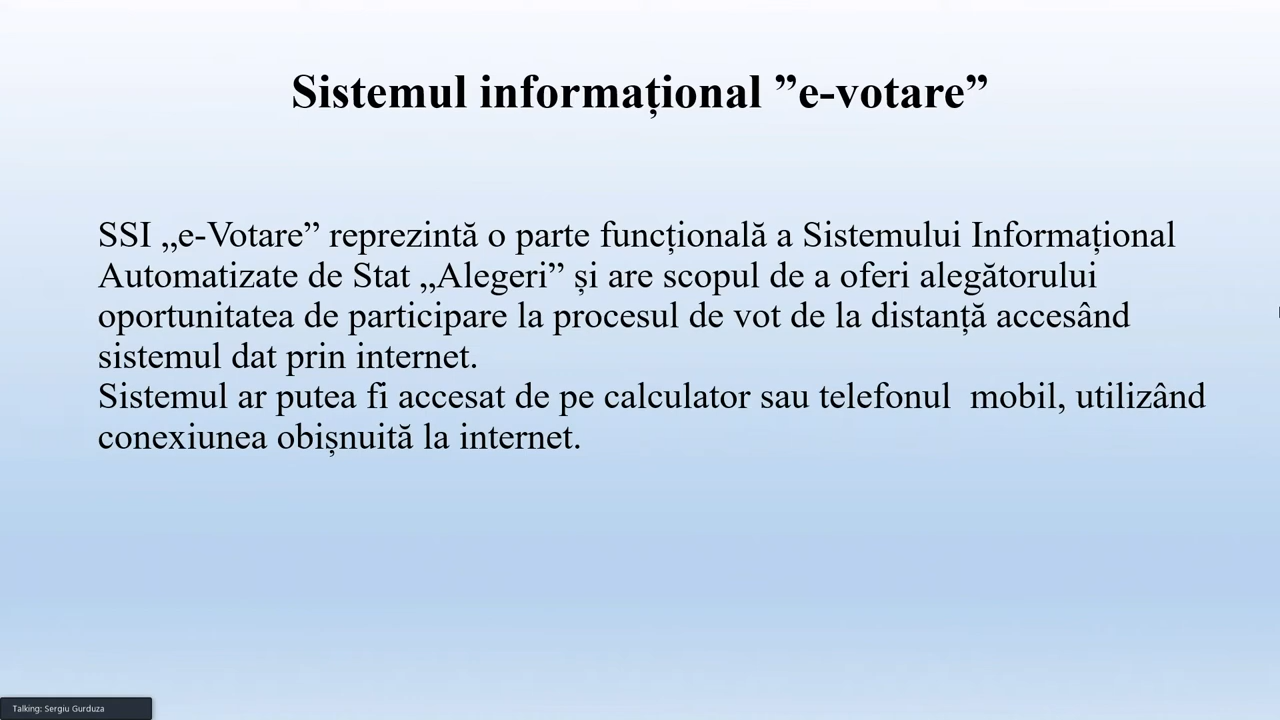 Sistemul informațional ”e-votare”
SSI „e-Votare” reprezintă o parte funcțională a Sistemului Informațional
Automatizate de Stat „Alegeri” și are scopul de a oferi alegătorului
oportunitatea de participare la procesul de vot de la distanță accesând
sistemul dat prin internet.
Sistemul ar putea fi accesat de pe calculator sau telefonul  mobil, utilizând
conexiunea obișnuită la internet.
Talking: Sergiu Gurduza